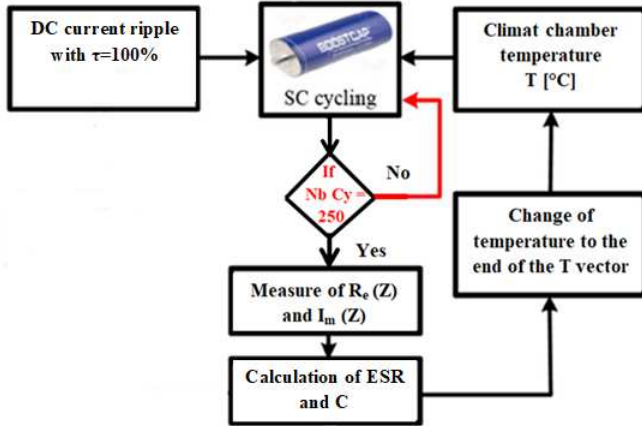 DC current ripple
with τ=100%
BOOSTCAP
SC cycling
Climat chamber
temperature
T [°C]
If
Nb Cy =
250
No
Yes
Change of
temperature to the
end of the T vector
Measure of Re (Z)
and Im (Z)
Calculation of ESR
and C